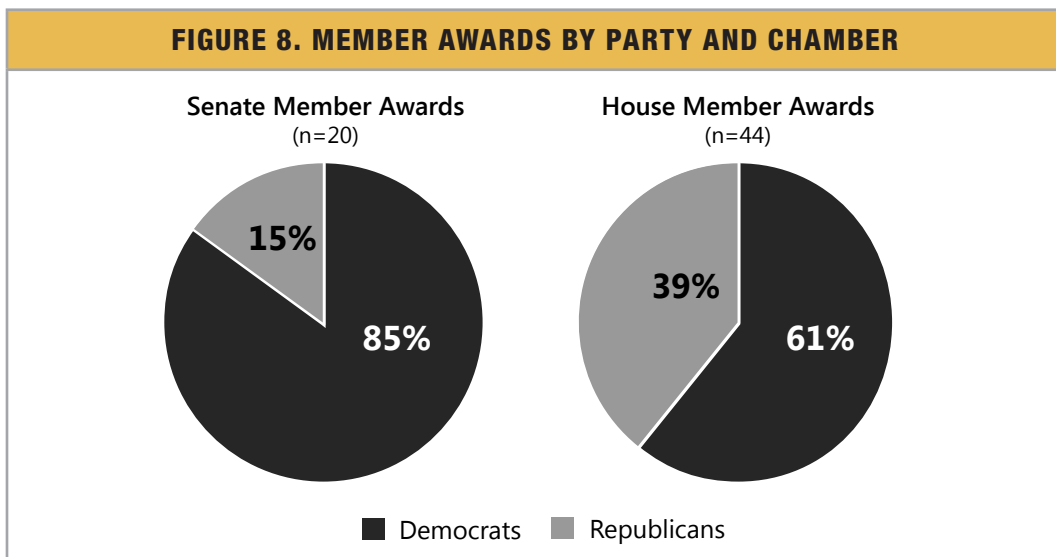 FIGURE 8. MEMBER AWARDS BY PARTY AND CHAMBER
Senate Member Awards
(n=20)
15%
85%
House Member Awards
(n=44)
39%
61%
Democrats
Republicans